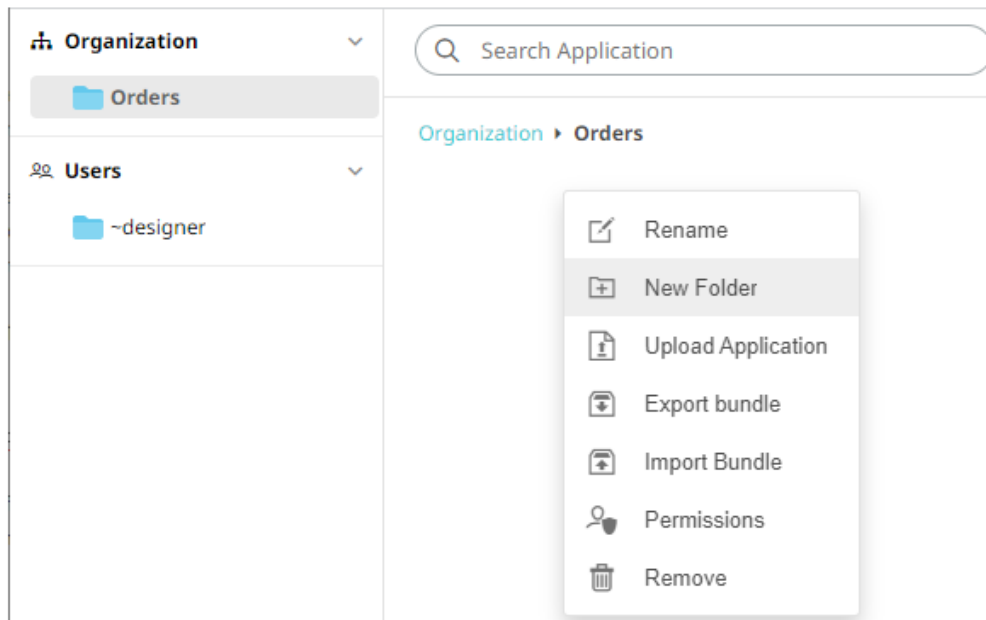 Organization
Orders
Users
~designer
Search Application
Organization ▸ Orders
Rename
New Folder
Upload Application
Export bundle
Import Bundle
Permissions
Remove